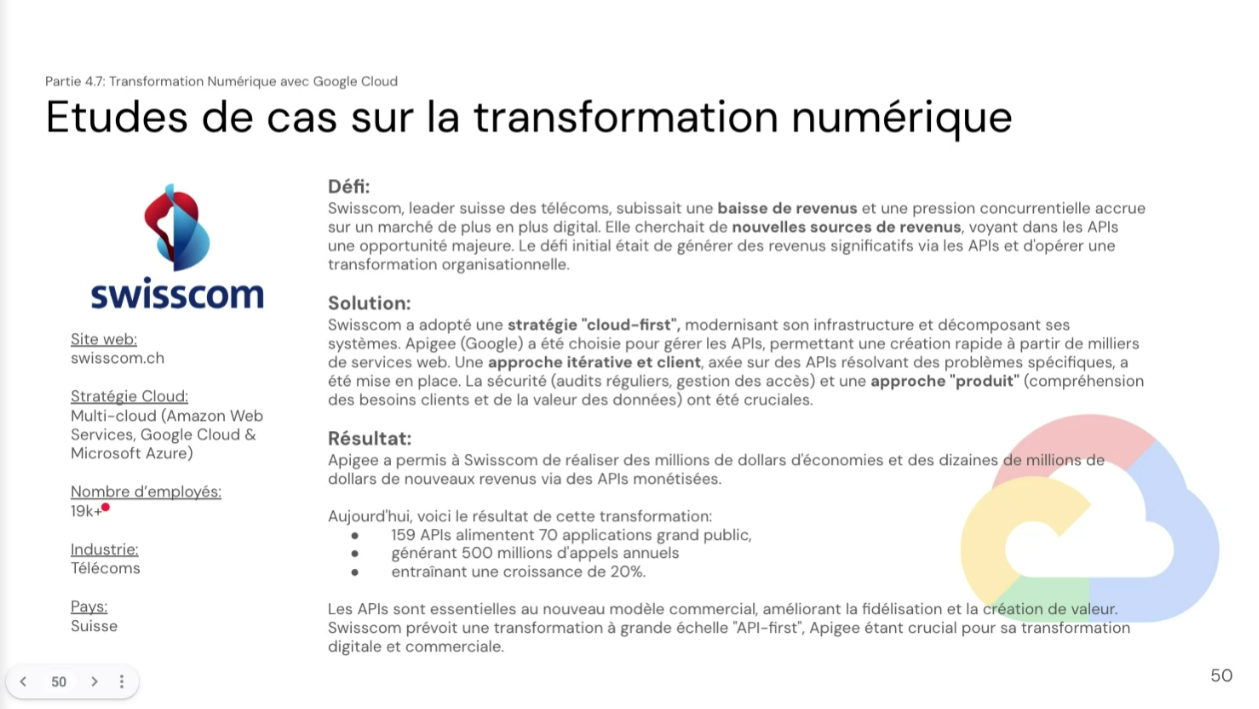 Partie 4.7: Transformation Numérique avec Google Cloud
Etudes de cas sur la transformation numérique
swisscom
Site web:
swisscom.ch
Stratégie Cloud:
Multi-cloud (Amazon Web
Services, Google Cloud &
Microsoft Azure)
Nombre d'employés:
19k+
Industrie:
Télécoms
Pays:
Suisse
Défi:
Swisscom, leader suisse des télécoms, subissait une baisse de revenus et une pression concurrentielle accrue
sur un marché de plus en plus digital. Elle cherchait de nouvelles sources de revenus, voyant dans les APIs
une opportunité majeure. Le défi initial était de générer des revenus significatifs via les APIs et d'opérer une
transformation organisationnelle.
Solution:
Swisscom a adopté une stratégie "cloud-first", modernisant son infrastructure et décomposant ses
systèmes. Apigee (Google) a été choisie pour gérer les APIs, permettant une création rapide à partir de milliers
de services web. Une approche itérative et client, axée sur des APIs résolvant des problèmes spécifiques, a
été mise en place. La sécurité (audits réguliers, gestion des accès) et une approche "produit" (compréhension
des besoins clients et de la valeur des données) ont été cruciales.
Résultat:
Apigee a permis à Swisscom de réaliser des millions de dollars d'économies et des dizaines de millions de
dollars de nouveaux revenus via des APIs monétisées.
Aujourd'hui, voici le résultat de cette transformation:
● 159 APIs alimentent 70 applications grand public,
● générant 500 millions d'appels annuels
● entraînant une croissance de 20%.
Les APIs sont essentielles au nouveau modèle commercial, améliorant la fidélisation et la création de valeur.
Swisscom prévoit une transformation à grande échelle "API-first", Apigee étant crucial pour sa transformation
digitale et commerciale.
50
50